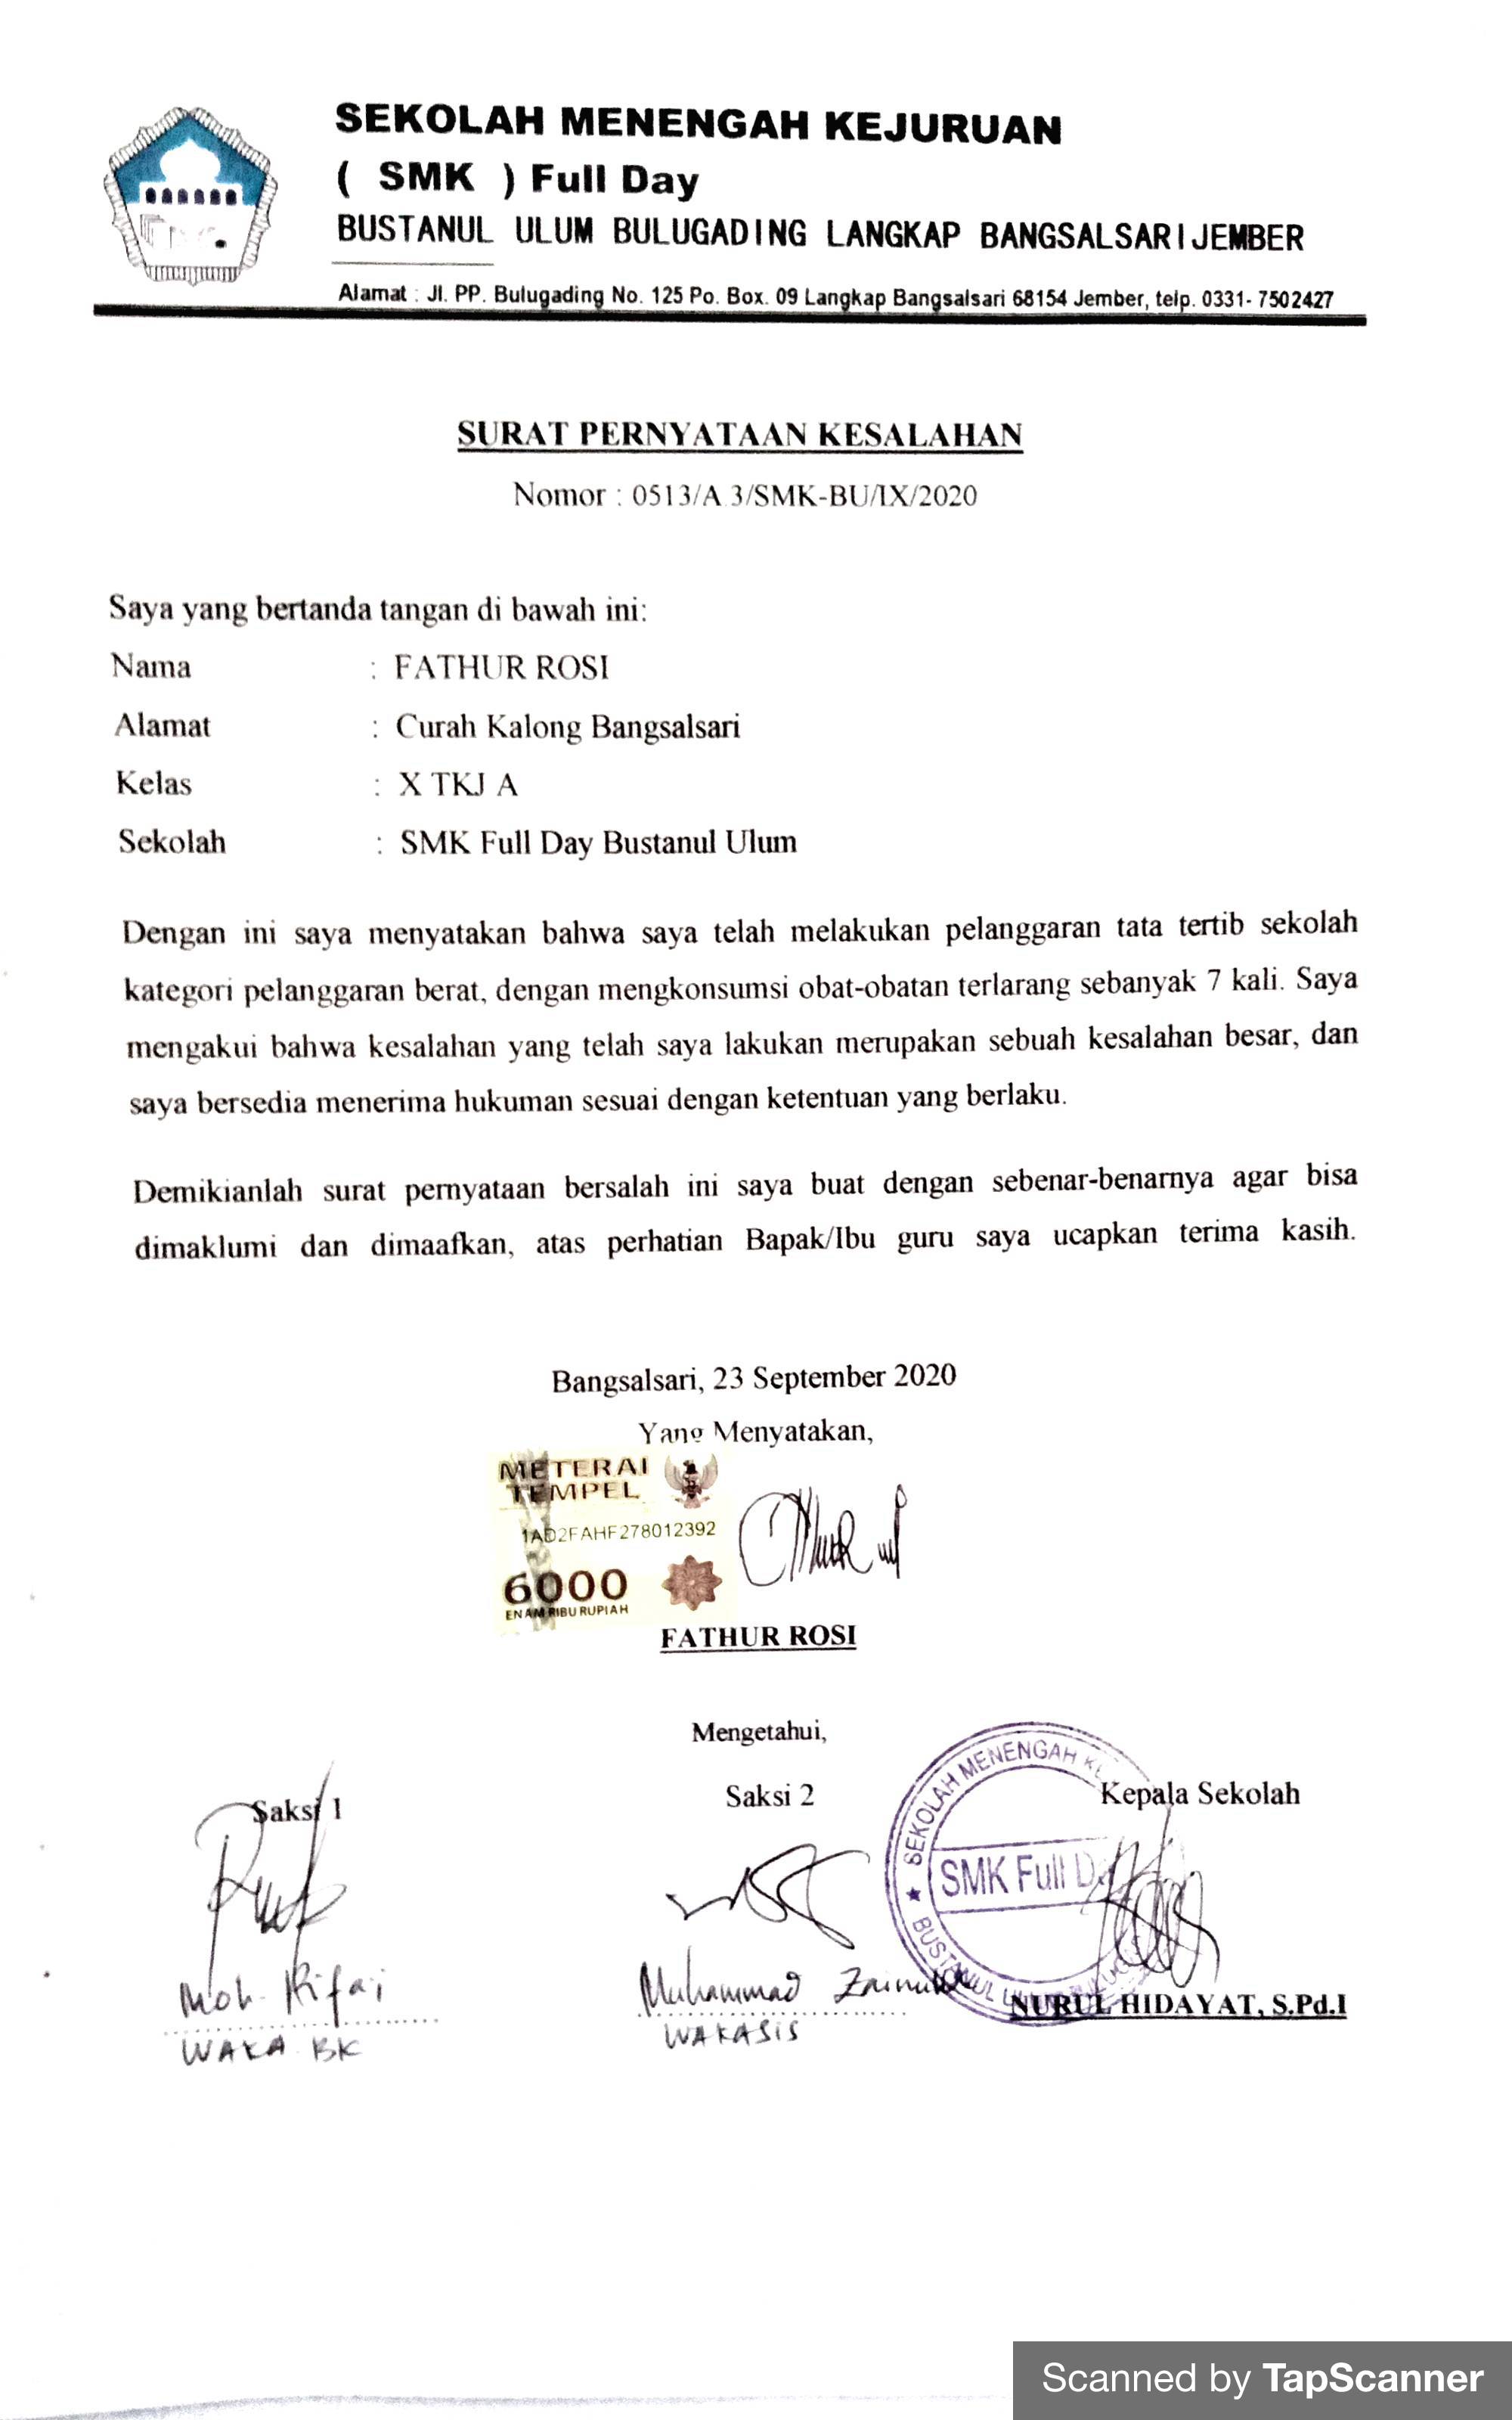 SEKOLAH MENENGAH KEJURUAN
( SMK ) Full Day
BUSTANUL ULUM BULUGADING LANGKAP BANGSALSARI JEMBER
Alamat : Jl. PP. Bulugading No. 125 Po. Box. 09 Langkap Bangsalsari 68154 Jember, telp. 0331- 7502427
SURAT PERNYATAAN KESALAHAN
Nomor : 0513/A 3/SMK-BU/IX/2020
Saya yang bertanda tangan di bawah ini:
Nama : FATHUR ROSI
Alamat : Curah Kalong Bangsalsari
Kelas : X TKJ A
Sekolah : SMK Full Day Bustanul Ulum
Dengan ini saya menyatakan bahwa saya telah melakukan pelanggaran tata tertib sekolah
kategori pelanggaran berat, dengan mengkonsumsi obat-obatan terlarang sebanyak 7 kali. Saya
mengakui bahwa kesalahan yang telah saya lakukan merupakan sebuah kesalahan besar, dan
saya bersedia menerima hukuman sesuai dengan ketentuan yang berlaku.
Demikianlah surat pernyataan bersalah ini saya buat dengan sebenar-benarnya agar bisa
dimaklumi dan dimaafkan, atas perhatian Bapak/Ibu guru saya ucapkan terima kasih.
Bangsalsari, 23 September 2020
Yang Menyatakan,
METERAI
TEMPEL
1AD2FAHF278012392
6000
ENAM RIBU RUPIAH
FATHUR ROSI
Mengetahui,
Saksi 1
Saksi 2
Kepala Sekolah
SEKOLAH MENENGAH
SMK Full
BUSTANUL
Moh. Rifai
WAKA BK
Muhammad
WAKASIS
NURUL HIDAYAT, S.Pd.I
Scanned by TapScanner